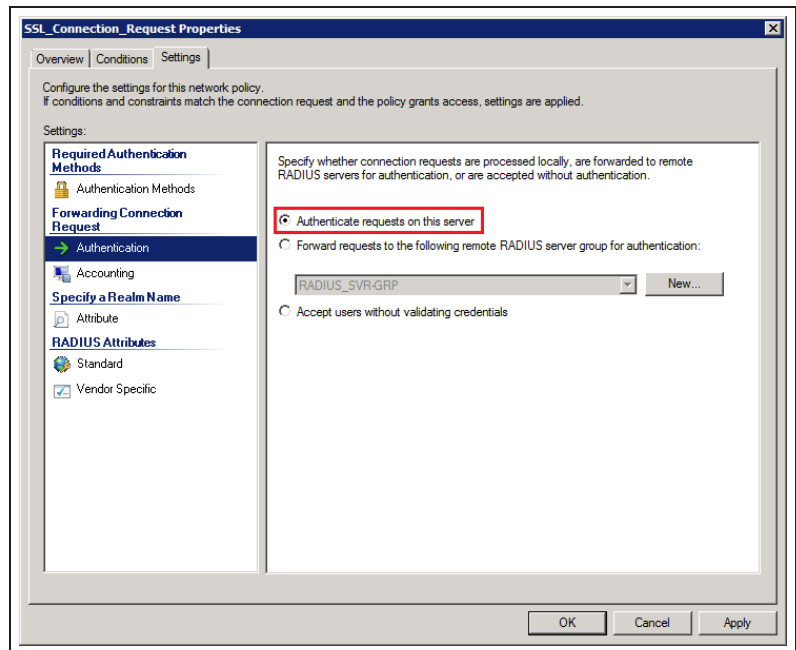 SSL_Connection_Request Properties
Overview
Conditions
Settings
Configure the settings for this network policy.
If conditions and constraints match the connection request and the policy grants access, settings are applied.
Settings:
Required Authentication
Methods
Authentication Methods
Forwarding Connection
Request
Authentication
Accounting
Specify a Realm Name
Attribute
RADIUS Attributes
Standard
Vendor Specific
Specify whether connection requests are processed locally, are forwarded to remote
RADIUS servers for authentication, or are accepted without authentication.
Authenticate requests on this server
Forward requests to the following remote RADIUS server group for authentication:
RADIUS_SVR-GRP
New...
Accept users without validating credentials
OK
Cancel
Apply